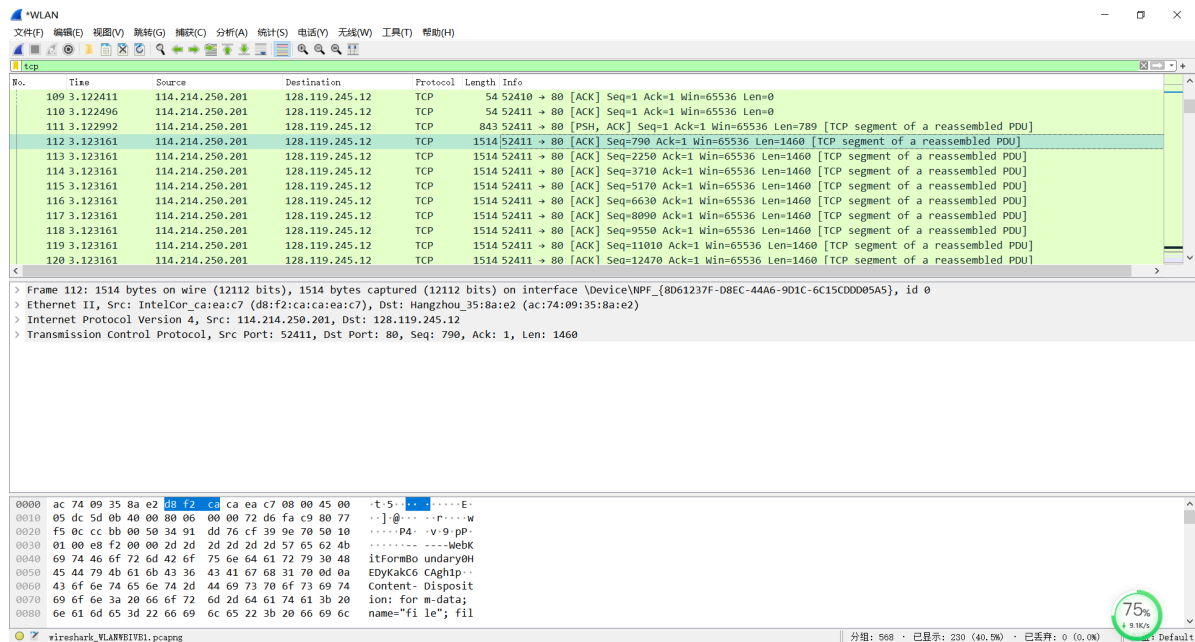 *WLAN
文件(F) 编辑(E) 视图(V) 跳转(G) 捕获(C) 分析(A) 统计(S) 电话(Y) 无线(W) 工具(T) 帮助(H)
tcp
No. Time Source Destination Protocol Length Info
109 3.122411 114.214.250.201 128.119.245.12 TCP 54 52410 → 80 [ACK] Seq=1 Ack=1 Win=65536 Len=0
110 3.122496 114.214.250.201 128.119.245.12 TCP 54 52411 → 80 [ACK] Seq=1 Ack=1 Win=65536 Len=0
111 3.122992 114.214.250.201 128.119.245.12 TCP 843 52411 → 80 [PSH, ACK] Seq=1 Ack=1 Win=65536 Len=789 [TCP segment of a reassembled PDU]
112 3.123161 114.214.250.201 128.119.245.12 TCP 1514 52411 → 80 [ACK] Seq=790 Ack=1 Win=65536 Len=1460 [TCP segment of a reassembled PDU]
113 3.123161 114.214.250.201 128.119.245.12 TCP 1514 52411 → 80 [ACK] Seq=2250 Ack=1 Win=65536 Len=1460 [TCP segment of a reassembled PDU]
114 3.123161 114.214.250.201 128.119.245.12 TCP 1514 52411 → 80 [ACK] Seq=3710 Ack=1 Win=65536 Len=1460 [TCP segment of a reassembled PDU]
115 3.123161 114.214.250.201 128.119.245.12 TCP 1514 52411 → 80 [ACK] Seq=5170 Ack=1 Win=65536 Len=1460 [TCP segment of a reassembled PDU]
116 3.123161 114.214.250.201 128.119.245.12 TCP 1514 52411 → 80 [ACK] Seq=6630 Ack=1 Win=65536 Len=1460 [TCP segment of a reassembled PDU]
117 3.123161 114.214.250.201 128.119.245.12 TCP 1514 52411 → 80 [ACK] Seq=8090 Ack=1 Win=65536 Len=1460 [TCP segment of a reassembled PDU]
118 3.123161 114.214.250.201 128.119.245.12 TCP 1514 52411 → 80 [ACK] Seq=9550 Ack=1 Win=65536 Len=1460 [TCP segment of a reassembled PDU]
119 3.123161 114.214.250.201 128.119.245.12 TCP 1514 52411 → 80 [ACK] Seq=11010 Ack=1 Win=65536 Len=1460 [TCP segment of a reassembled PDU]
120 3.123161 114.214.250.201 128.119.245.12 TCP 1514 52411 → 80 [ACK] Seq=12470 Ack=1 Win=65536 Len=1460 [TCP segment of a reassembled PDU]
Frame 112: 1514 bytes on wire (12112 bits), 1514 bytes captured (12112 bits) on interface \Device\NPF_{8D61237F-D8EC-44A6-9D1C-6C15CDDD05A5}, id 0
Ethernet II, Src: IntelCor_ca:ea:c7 (d8:f2:ca:ca:ea:c7), Dst: Hangzhou_35:8a:e2 (ac:74:09:35:8a:e2)
Internet Protocol Version 4, Src: 114.214.250.201, Dst: 128.119.245.12
Transmission Control Protocol, Src Port: 52411, Dst Port: 80, Seq: 790, Ack: 1, Len: 1460
0000 ac 74 09 35 8a e2 d8 f2 ca ca ea c7 08 00 45 00 ·t·5·· ·· ·····E·
0010 05 dc 5d 0b 40 00 80 06 00 00 72 d6 fa c9 80 77 ··]·@··· ··r····w
0020 f5 0c cc bb 00 50 34 91 dd 76 cf 39 9e 70 50 10 ·····P4· ·v·9·pP·
0030 01 00 e8 f2 00 00 2d 2d 2d 2d 2d 2d 57 65 62 4b ······-- ----WebK
0040 69 74 46 6f 72 6d 42 6f 75 6e 64 61 72 79 30 48 itFormBo undary0H
0050 45 44 79 4b 61 6b 43 36 43 41 67 68 31 70 0d 0a EDyKakC6 CAgh1p··
0060 43 6f 6e 74 65 6e 74 2d 44 69 73 70 6f 73 69 74 Content- Disposit
0070 69 6f 6e 3a 20 66 6f 72 6d 2d 64 61 74 61 3b 20 ion: for m-data;
0080 6e 61 6d 65 3d 22 66 69 6c 65 22 3b 20 66 69 6c name="fi le"; fil
75%
↓ 9.1K/s
wireshark_WLANWBIVB1.pcapng 分组: 568 · 已显示: 230 (40.5%) · 已丢弃: 0 (0.0%) : Default